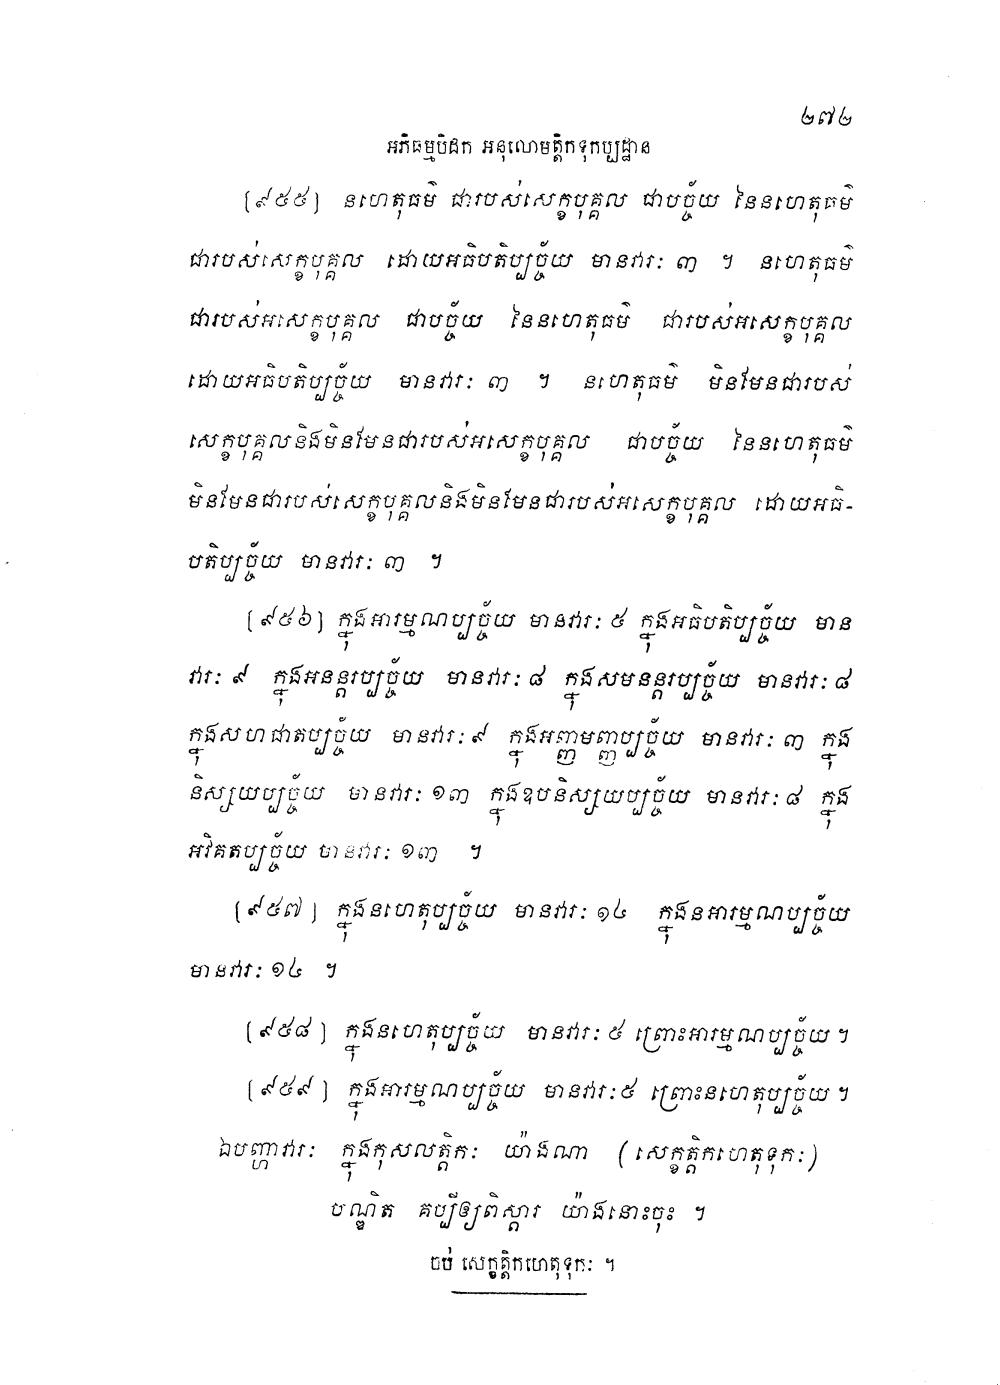 ២៧២
អភិធម្មបិដក អនុលោមត្តិកទុកប្បដ្ឋាន
(៩៥៥) នហេតុធម៌ ជារបស់សេក្ខបុគ្គល ជាបច្ច័យ នៃនហេតុធម៌
ជារបស់សេក្ខបុគ្គល ដោយអធិបតិប្បច្ច័យ មានវារៈ ៣ ។ នហេតុធម៌
ជារបស់អសេក្ខបុគ្គល ជាបច្ច័យ នៃនហេតុធម៌ ជារបស់អសេក្ខបុគ្គល
ដោយអធិបតិប្បច្ច័យ មានវារៈ ៣ ។ នហេតុធម៌ មិនមែនជារបស់
សេក្ខបុគ្គលនិងមិនមែនជារបស់អសេក្ខបុគ្គល ជាបច្ច័យ នៃនហេតុធម៌
មិនមែនជារបស់សេក្ខបុគ្គលនិងមិនមែនជារបស់អសេក្ខបុគ្គល ដោយអធិ-
បតិប្បច្ច័យ មានវារៈ ៣ ។
(៩៥៦) ក្នុងអារម្មណប្បច្ច័យ មានវារៈ ៥ ក្នុងអធិបតិប្បច្ច័យ មាន
វារៈ ៩ ក្នុងអនន្តរប្បច្ច័យ មានវារៈ ៨ ក្នុងសមនន្តរប្បច្ច័យ មានវារៈ ៨
ក្នុងសហជាតប្បច្ច័យ មានវារៈ ៩ ក្នុងអញ្ញមញ្ញប្បច្ច័យ មានវារៈ ៣ ក្នុង
និស្សយប្បច្ច័យ មានវារៈ ១៣ ក្នុងឧបនិស្សយប្បច្ច័យ មានវារៈ ៨ ក្នុង
អវិគតប្បច្ច័យ មានវារៈ ១៣ ។
(៩៥៧) ក្នុងនហេតុប្បច្ច័យ មានវារៈ ១៤ ក្នុងនអារម្មណប្បច្ច័យ
មានវារៈ ១៤ ។
(៩៥៨) ក្នុងនហេតុប្បច្ច័យ មានវារៈ ៥ ព្រោះអារម្មណប្បច្ច័យ ។
(៩៥៩) ក្នុងអារម្មណប្បច្ច័យ មានវារៈ ៥ ព្រោះនហេតុប្បច្ច័យ ។
ឯបញ្ហាវារៈ ក្នុងកុសលត្តិកៈ យ៉ាងណា (សេក្ខត្តិកហេតុទុកៈ)
បណ្ឌិត គប្បីឲ្យពិស្តារ យ៉ាងនោះចុះ ។
ចប់ សេក្ខត្តិកហេតុទុកៈ ។